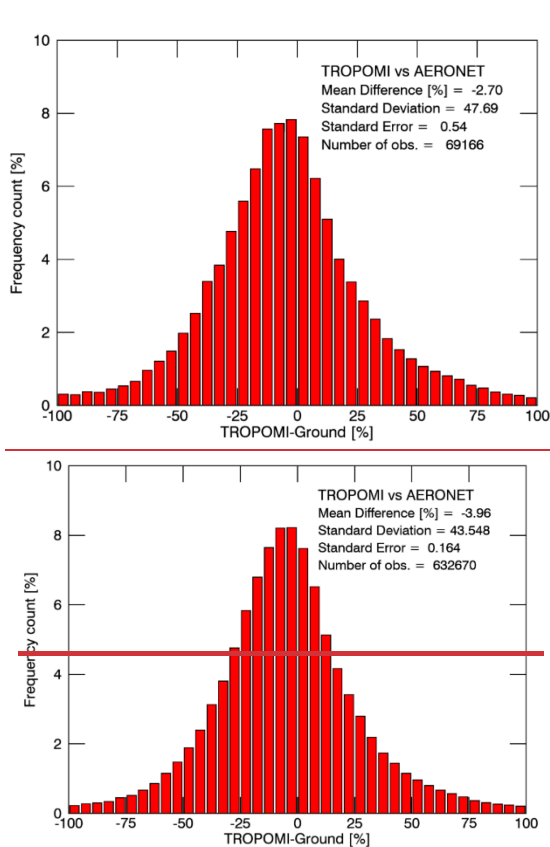 10
TROPOMI vs AERONET
Mean Difference [%] = -2.70
Standard Deviation = 47.69
Standard Error = 0.54
Number of obs. = 69166
8
6
4
2
0
Frequency count [%]
-100 -75 -50 -25 0 25 50 75 100
TROPOMI-Ground [%]
10
TROPOMI vs AERONET
Mean Difference [%] = -3.96
Standard Deviation = 43.548
Standard Error = 0.164
Number of obs. = 632670
8
6
4
2
0
Frequency count [%]
-100 -75 -50 -25 0 25 50 75 100
TROPOMI-Ground [%]